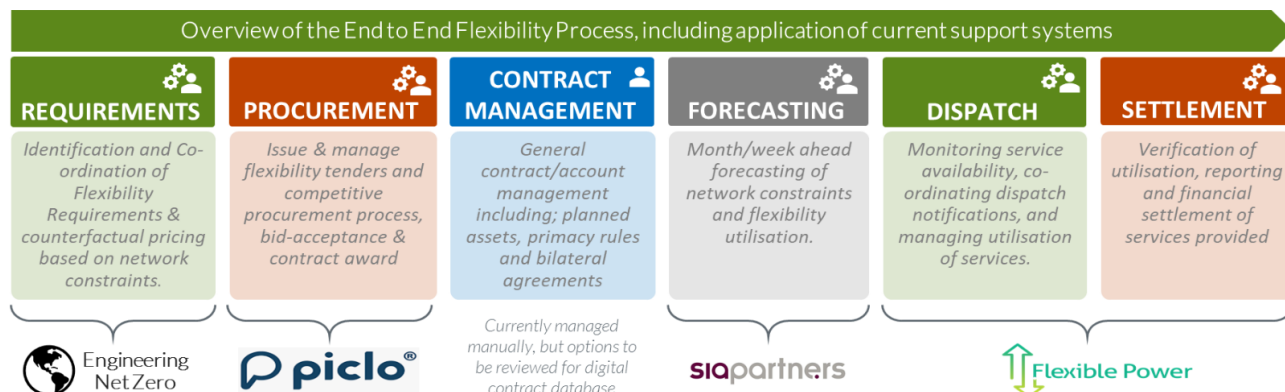 Overview of the End to End Flexibility Process, including application of current support systems
REQUIREMENTS
Identification and Co-
ordination of
Flexibility
Requirements &
counterfactual pricing
based on network
constraints.
PROCUREMENT
Issue & manage
flexibility tenders and
competitive
procurement process,
bid-acceptance &
contract award
CONTRACT
MANAGEMENT
General
contract/account
management
including; planned
assets, primacy rules
and bilateral
agreements
FORECASTING
Month/week ahead
forecasting of
network constraints
and flexibility
utilisation.
DISPATCH
Monitoring service
availability, co-
ordinating dispatch
notifications, and
managing utilisation
of services.
SETTLEMENT
Verification of
utilisation, reporting
and financial
settlement of
services provided
Engineering
Net Zero
piclo®
Currently managed
manually, but options to
be reviewed for digital
contract database
siapartners
Flexible Power